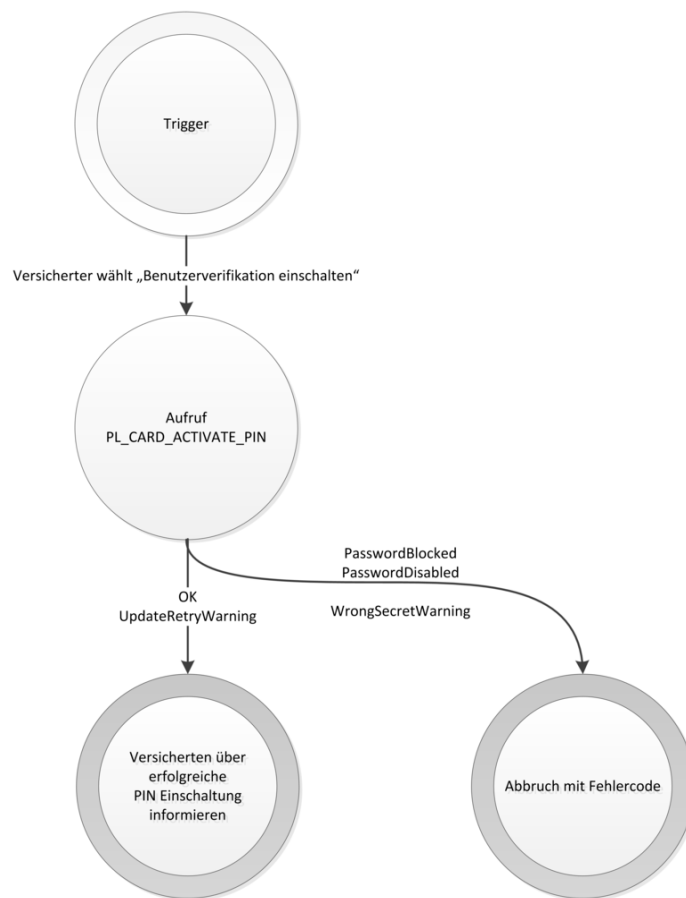 Trigger
Versicherter wählt „Benutzerverifikation einschalten“
Aufruf
PL_CARD_ACTIVATE_PIN
PasswordBlocked
PasswordDisabled
OK
UpdateRetryWarning
WrongSecretWarning
Versicherten über
erfolgreiche
PIN Einschaltung
informieren
Abbruch mit Fehlercode